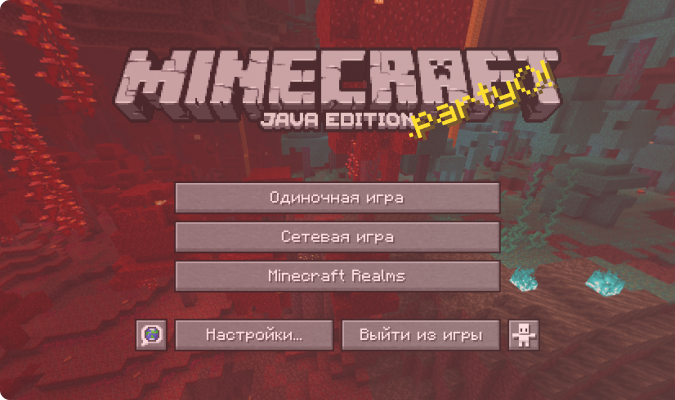 MINECRAFT
JAVA EDITION
.party()!
Одиночная игра
Сетевая игра
Minecraft Realms
Настройки...
Выйти из игры